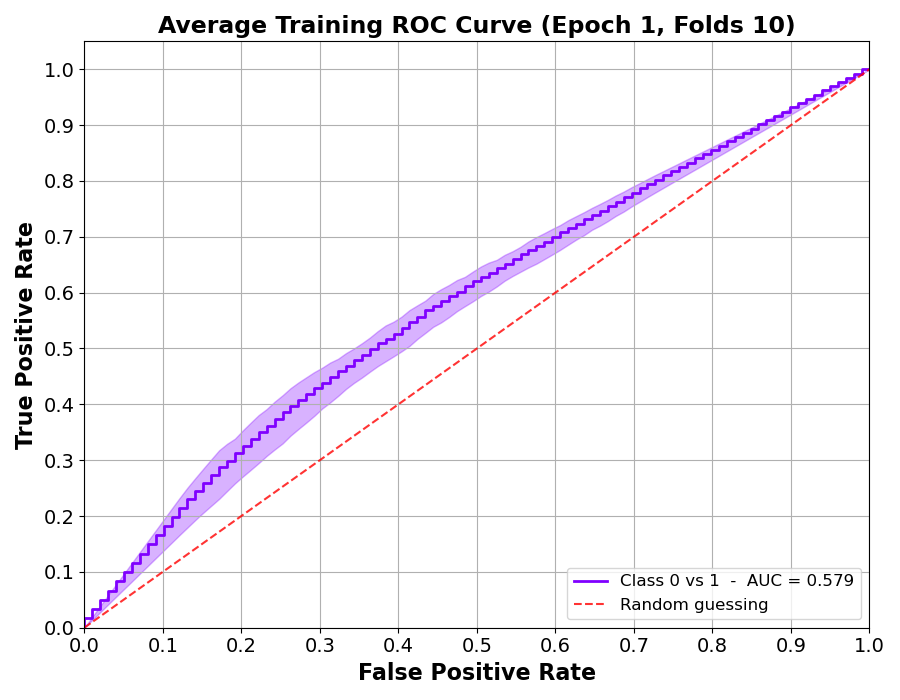 Average Training ROC Curve (Epoch 1, Folds 10)
True Positive Rate
1.0
0.9
0.8
0.7
0.6
0.5
0.4
0.3
0.2
0.1
0.0
Class 0 vs 1 - AUC = 0.579
Random guessing
0.0 0.1 0.2 0.3 0.4 0.5 0.6 0.7 0.8 0.9 1.0
False Positive Rate